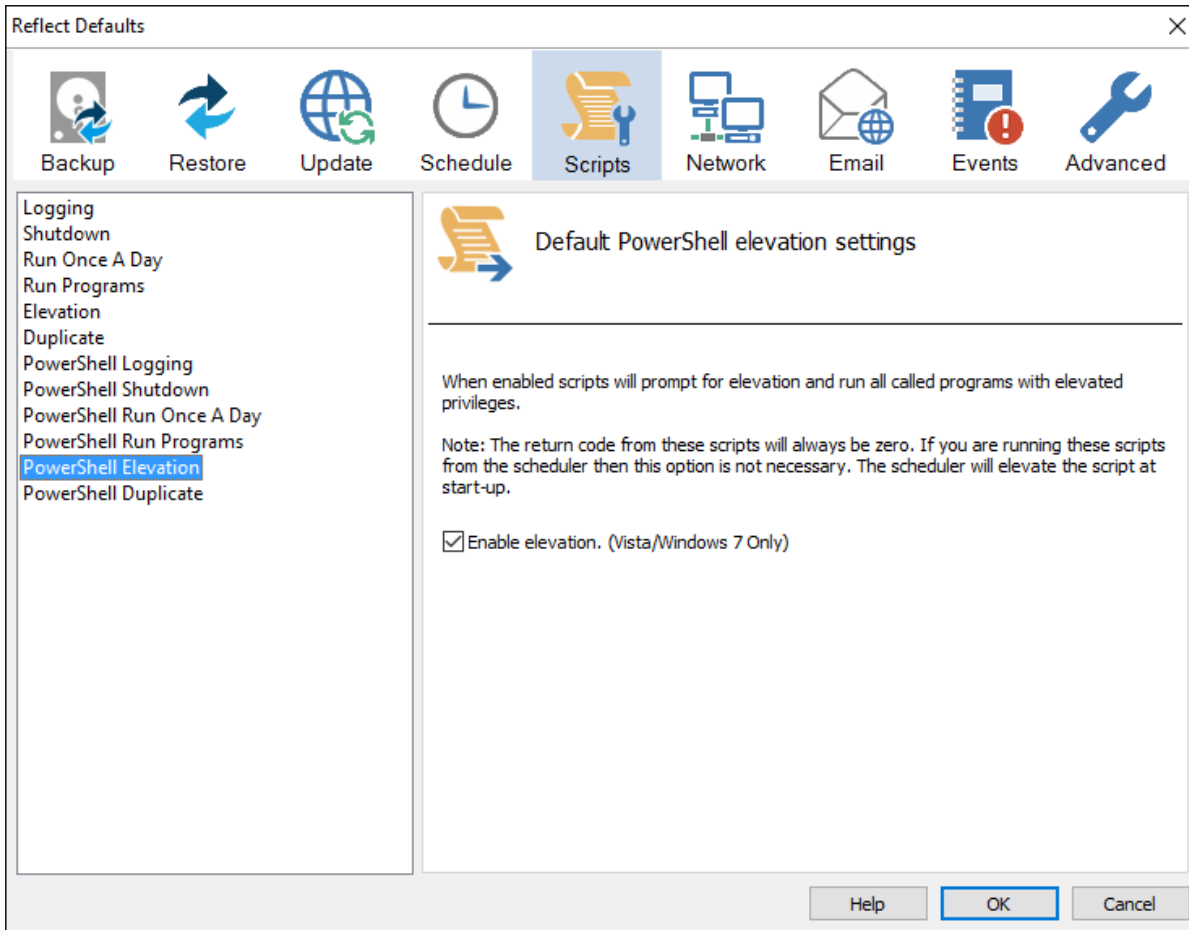 Reflect Defaults
Backup
Restore
Update
Schedule
Scripts
Network
Email
Events
Advanced
Logging
Shutdown
Run Once A Day
Run Programs
Elevation
Duplicate
PowerShell Logging
PowerShell Shutdown
PowerShell Run Once A Day
PowerShell Run Programs
PowerShell Elevation
PowerShell Duplicate
Default PowerShell elevation settings
When enabled scripts will prompt for elevation and run all called programs with elevated
privileges.
Note: The return code from these scripts will always be zero. If you are running these scripts
from the scheduler then this option is not necessary. The scheduler will elevate the script at
start-up.
Enable elevation. (Vista/Windows 7 Only)
Help
OK
Cancel